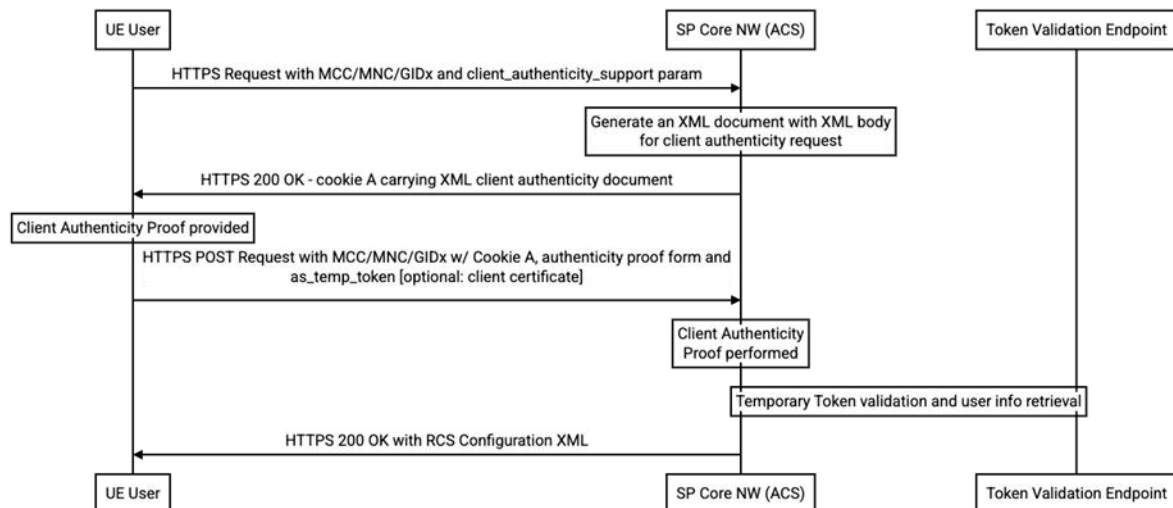 UE User
SP Core NW (ACS)
Token Validation Endpoint
HTTPS Request with MCC/MNC/GIDx and client_authenticity_support param
Generate an XML document with XML body
for client authenticity request
HTTPS 200 OK - cookie A carrying XML client authenticity document
Client Authenticity Proof provided
HTTPS POST Request with MCC/MNC/GIDx w/ Cookie A, authenticity proof form and
as_temp_token [optional: client certificate]
Client Authenticity
Proof performed
Temporary Token validation and user info retrieval
HTTPS 200 OK with RCS Configuration XML
UE User
SP Core NW (ACS)
Token Validation Endpoint